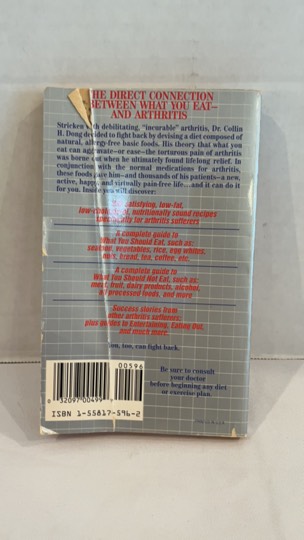 THE DIRECT CONNECTION
BETWEEN WHAT YOU EAT—
AND ARTHRITIS
Stricken with debilitating, "incurable" arthritis, Dr. Collin
H. Dong decided to fight back by devising a diet composed of
natural, allergy-free basic foods. His theory that what you
eat can aggravate—or ease—the torturous pain of arthritis
was borne out when he ultimately found lifelong relief. In
conjunction with the normal medications for arthritis,
these foods gave him—and thousands of his patients—a new,
active, happy, and virtually pain-free life...and it can do it
for you. Inside you will discover:
satisfying, low-fat,
nutritionally sound recipes
specifically for arthritis sufferers
A complete guide to
What You Should Eat, such as:
seafood, vegetables, rice, egg whites,
nuts, bread, tea, coffee, etc.
A complete guide to
What You Should Not Eat, such as:
meat, fruit, dairy products, alcohol,
all processed foods, and more
Success stories from
other arthritis sufferers;
plus guides to Entertaining, Eating Out,
and much more.
You, too, can fight back.
Be sure to consult
your doctor
before beginning any diet
or exercise plan.
00596
0 32097 00499
ISBN 1-55817-596-2